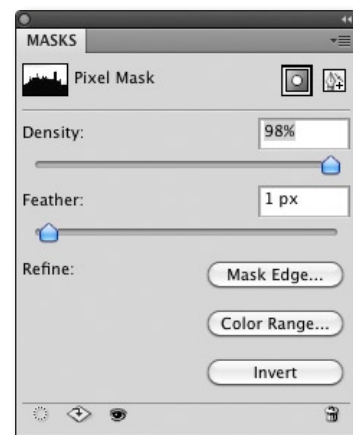 MASKS
Pixel Mask
Density: 98%
Feather: 1 px
Refine: Mask Edge...
Color Range...
Invert